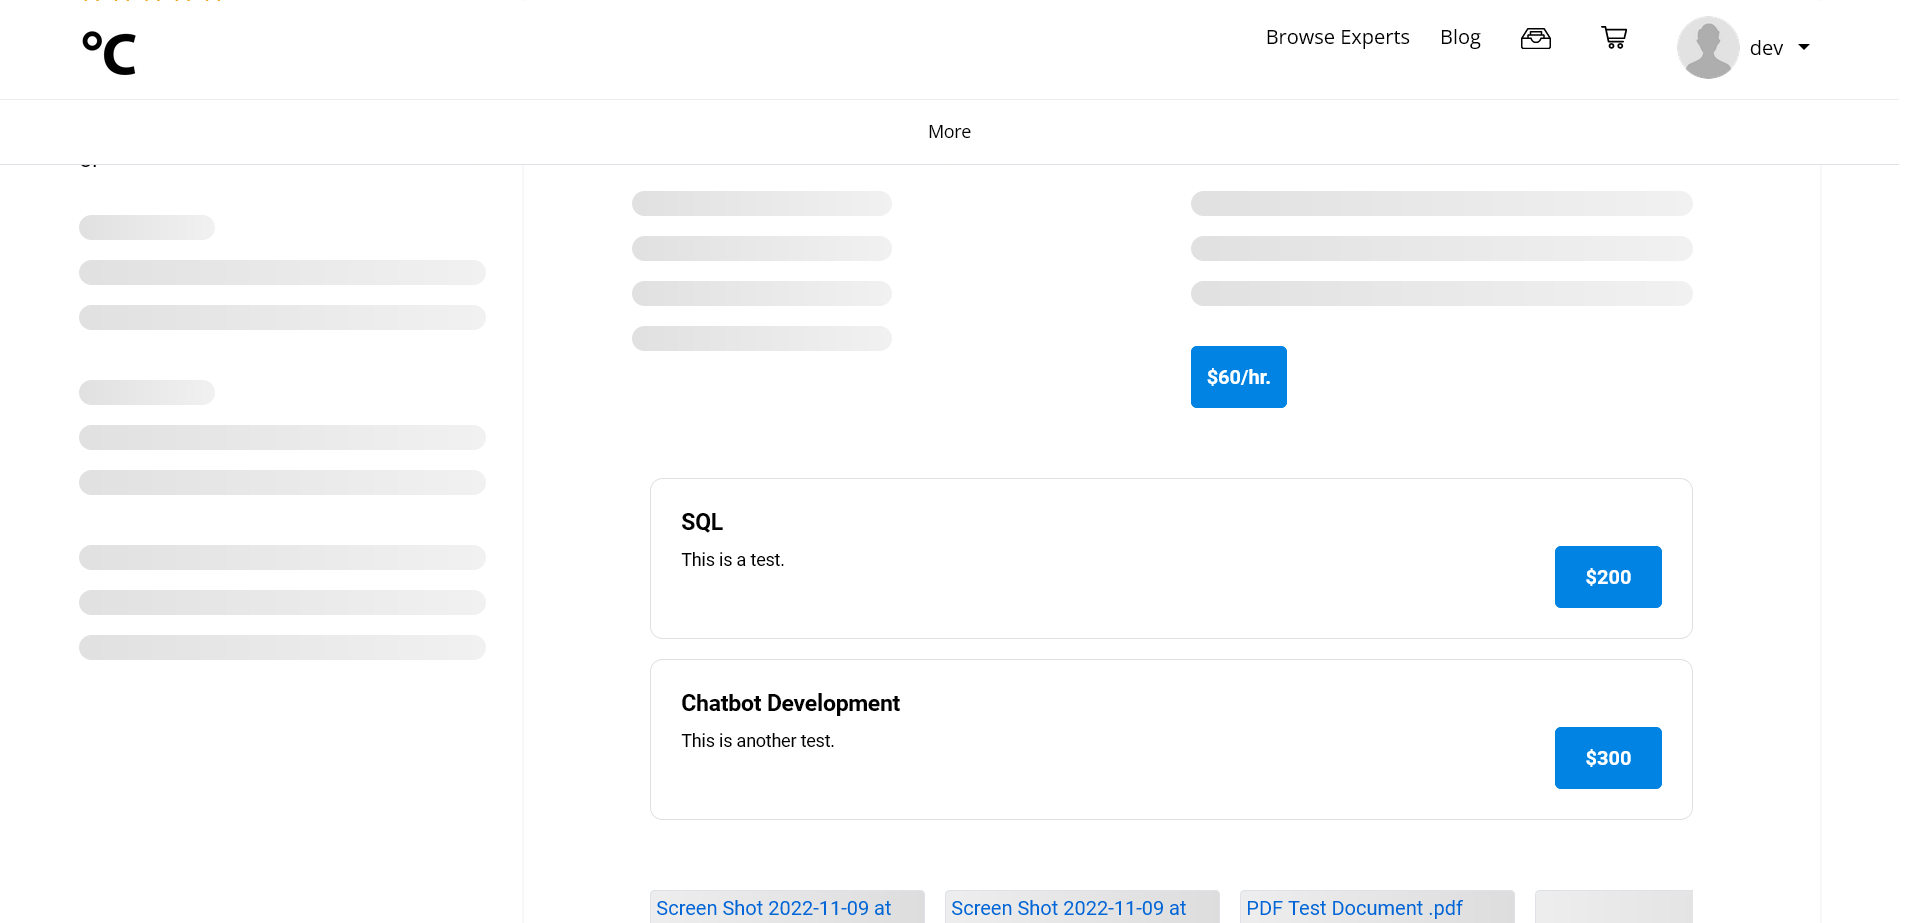 °C
Browse Experts
Blog
dev
More
$60/hr.
SQL
This is a test.
$200
Chatbot Development
This is another test.
$300
Screen Shot 2022-11-09 at
Screen Shot 2022-11-09 at
PDF Test Document .pdf